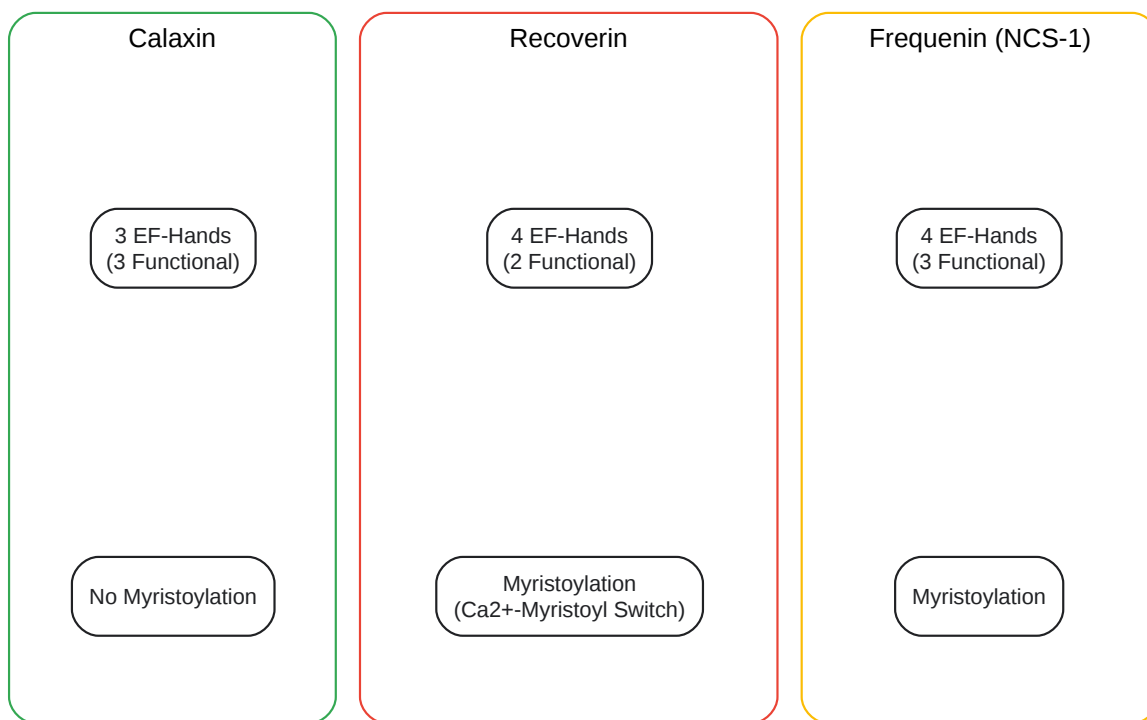 Calaxin
3 EF-Hands
(3 Functional)
No Myristoylation
Recoverin
4 EF-Hands
(2 Functional)
Myristoylation
(Ca2+-Myristoyl Switch)
Frequenin (NCS-1)
4 EF-Hands
(3 Functional)
Myristoylation